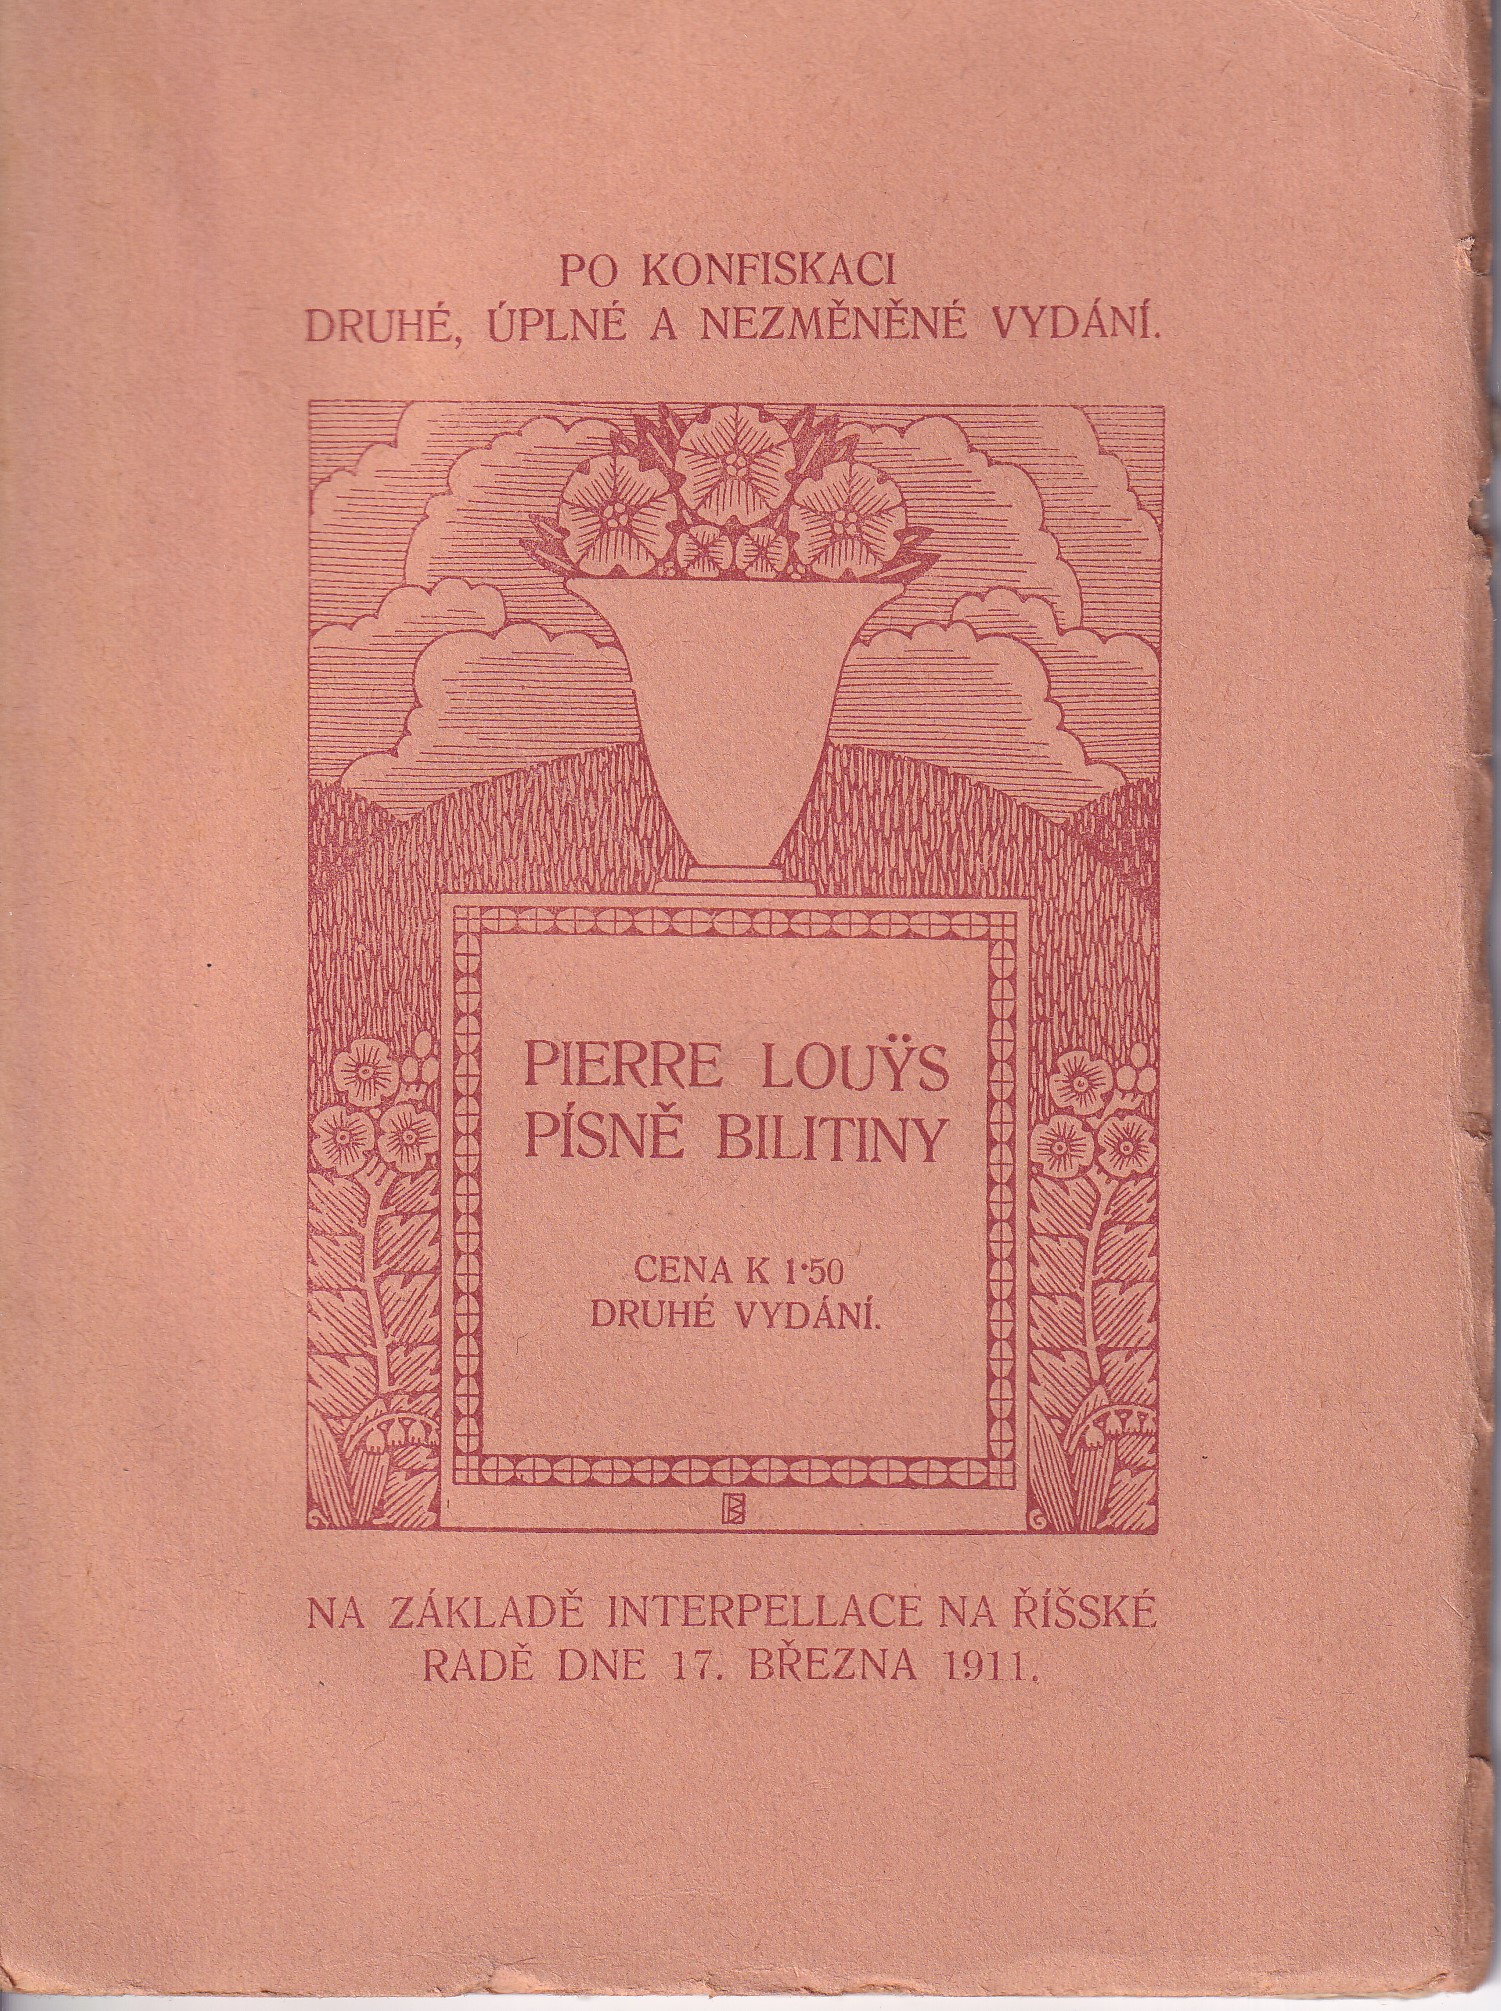 PO KONFISKACI
DRUHÉ, ÚPLNÉ A NEZMĚNĚNÉ VYDÁNÍ.
PIERRE LOUŸS
PÍSNĚ BILITINY
CENA K 1·50
DRUHÉ VYDÁNÍ.
NA ZÁKLADĚ INTERPELLACE NA ŘÍŠSKÉ
RADĚ DNE 17. BŘEZNA 1911.